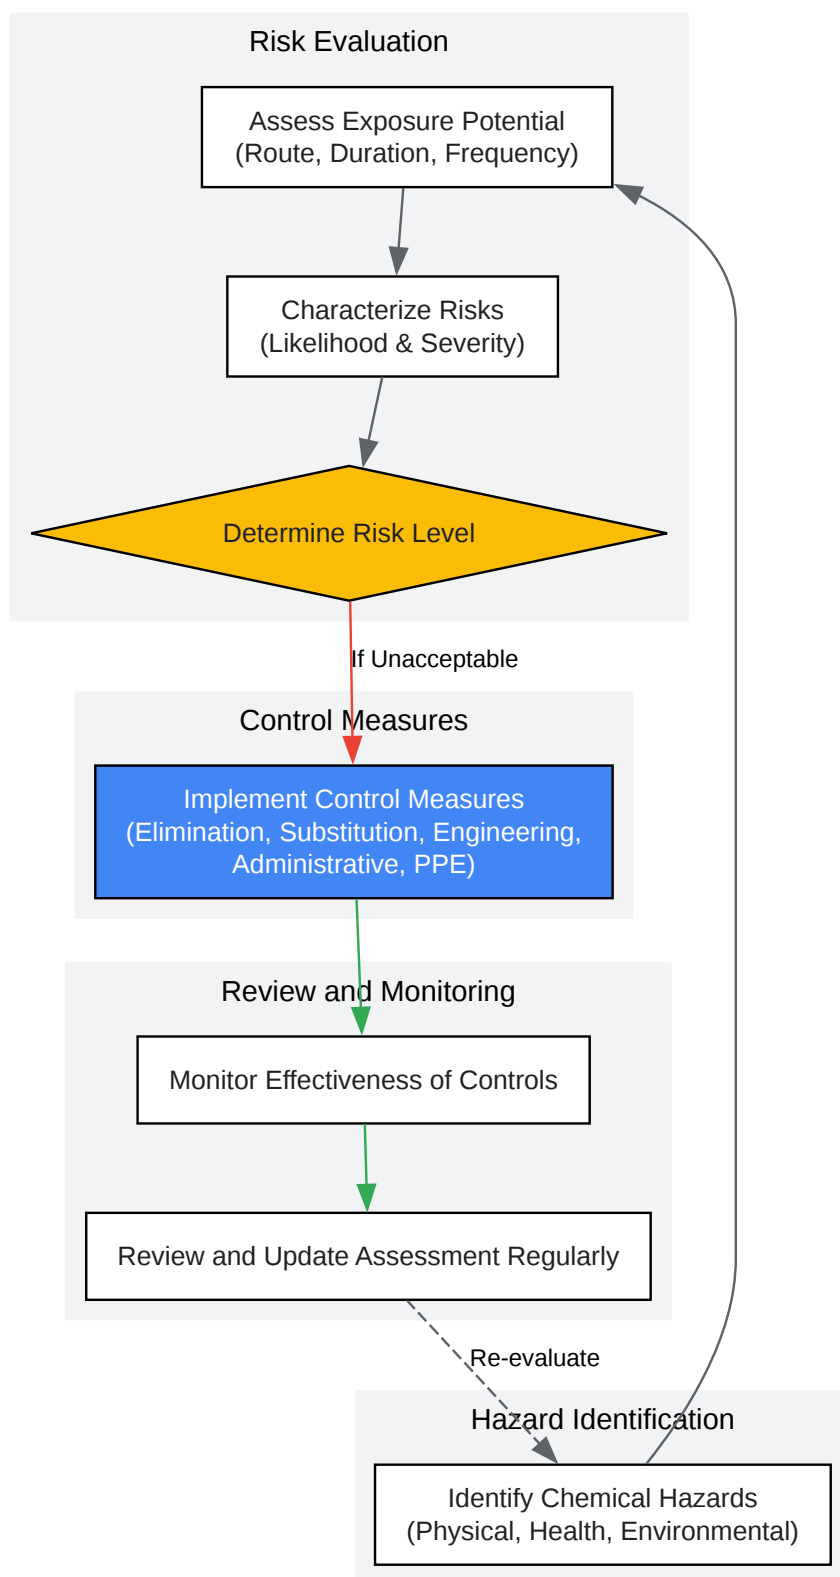 Risk Evaluation
Assess Exposure Potential
(Route, Duration, Frequency)
Characterize Risks
(Likelihood & Severity)
Determine Risk Level
If Unacceptable
Control Measures
Implement Control Measures
(Elimination, Substitution, Engineering,
Administrative, PPE)
Review and Monitoring
Monitor Effectiveness of Controls
Review and Update Assessment Regularly
Re-evaluate
Hazard Identification
Identify Chemical Hazards
(Physical, Health, Environmental)